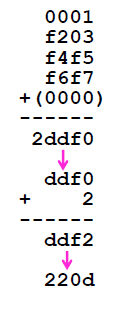 0001
f203
f4f5
f6f7
+(0000)
------
2ddf0
ddf0
+ 2
------
ddf2
220d